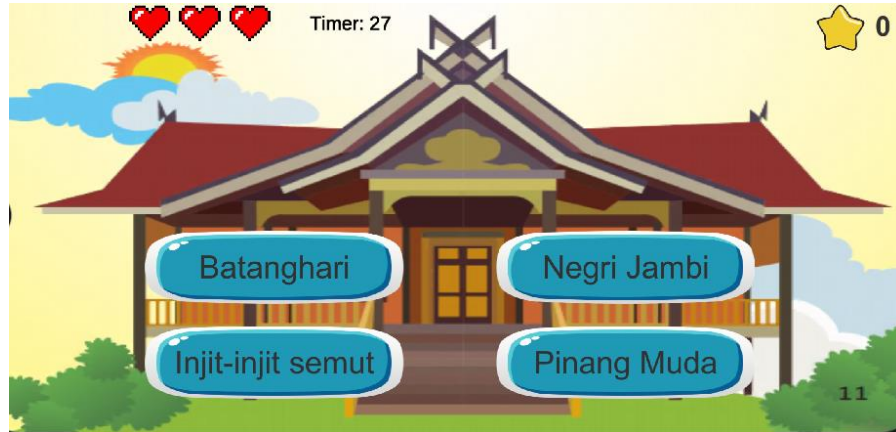 Timer: 27
0
Batanghari
Negri Jambi
Injit-injit semut
Pinang Muda
11